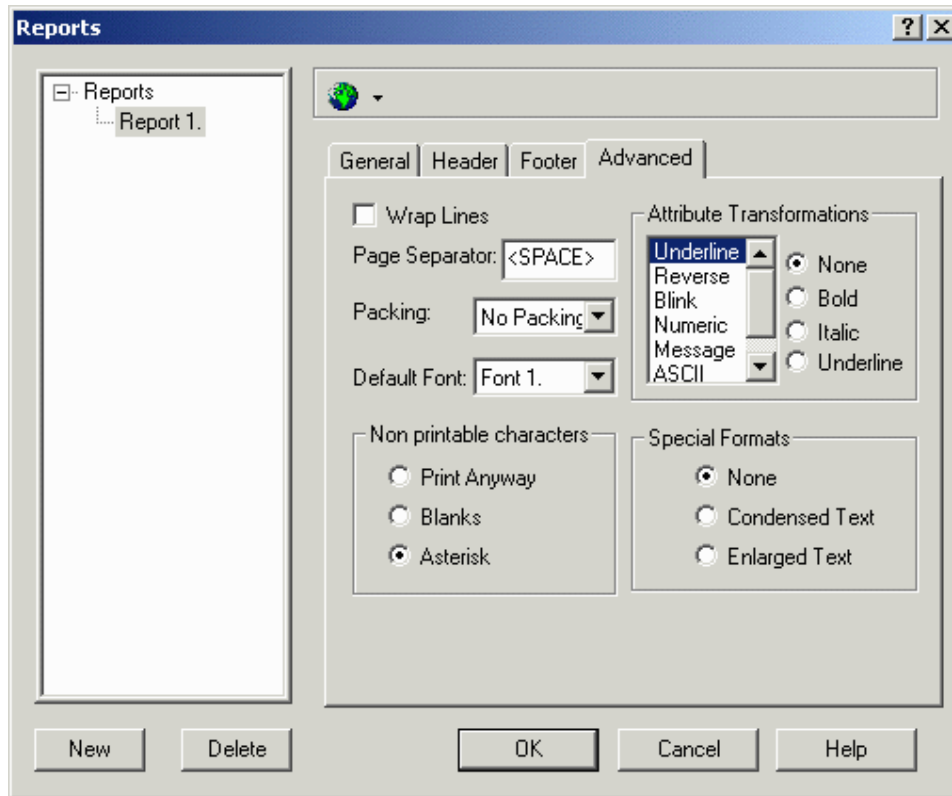 Reports
Reports
Report 1.
General Header Footer Advanced
Wrap Lines
Page Separator: <SPACE>
Packing: No Packing
Default Font: Font 1.
Attribute Transformations
Underline
Reverse
Blink
Numeric
Message
ASCII
None
Bold
Italic
Underline
Non printable characters
Print Anyway
Blanks
Asterisk
Special Formats
None
Condensed Text
Enlarged Text
New Delete OK Cancel Help